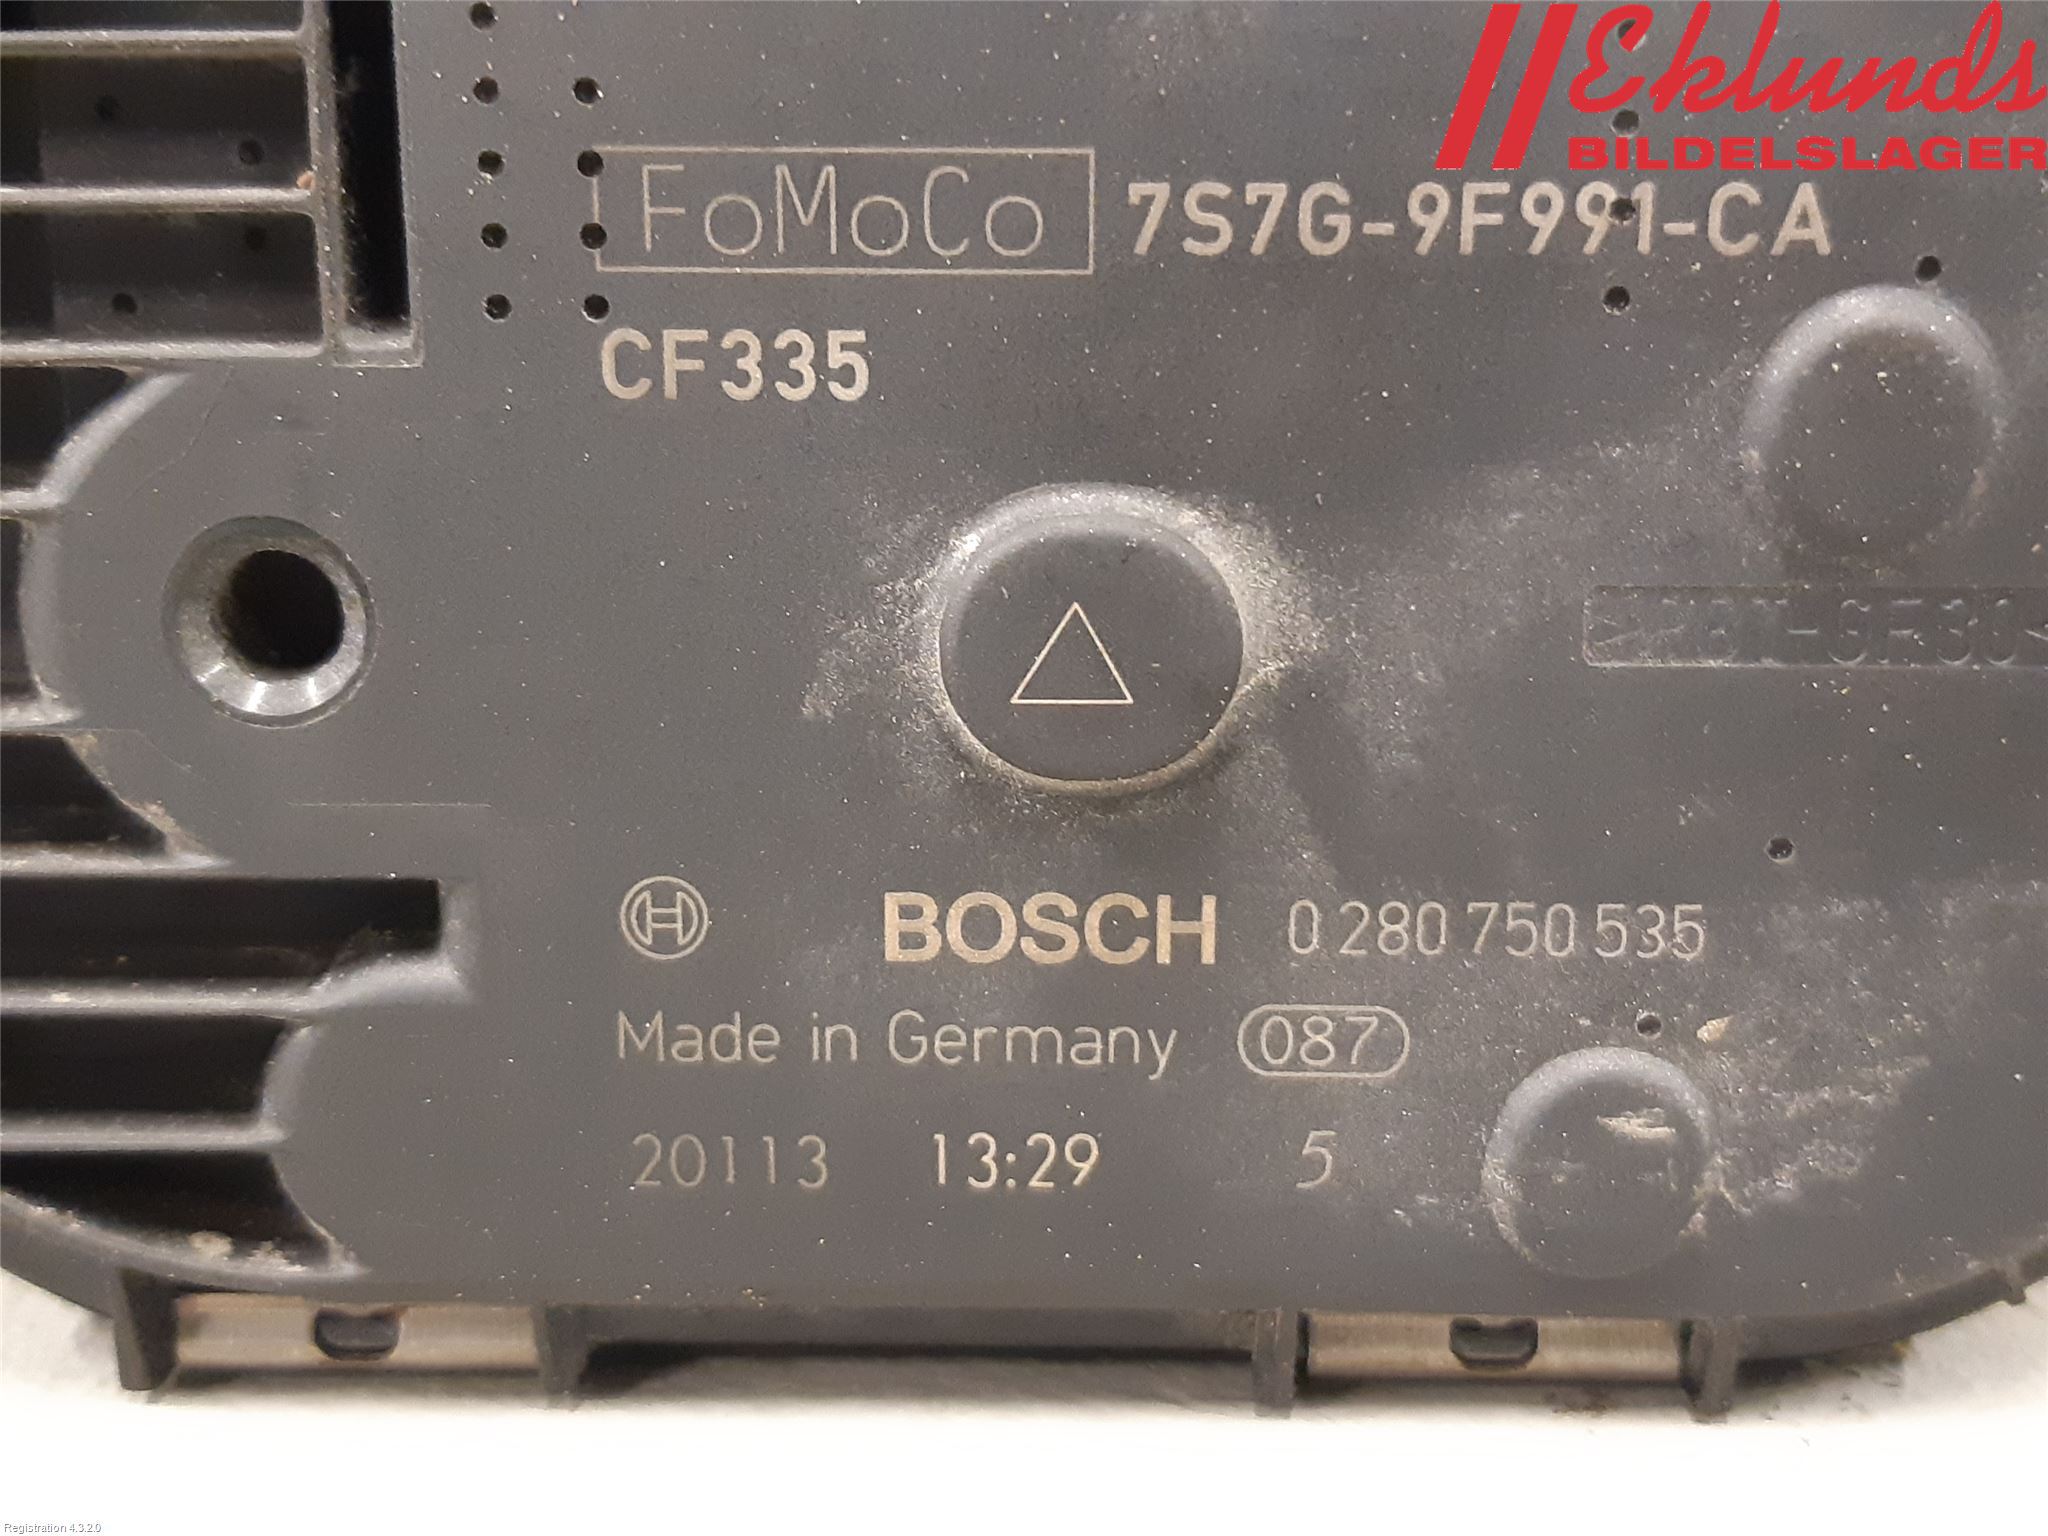 Eklunds
BILDELSLAGER
FoMoCo 7S7G-9F991-CA
CF335
BOSCH 0 280 750 535
Made in Germany 087
20113 13:29 5
Registration 4.3.2.0